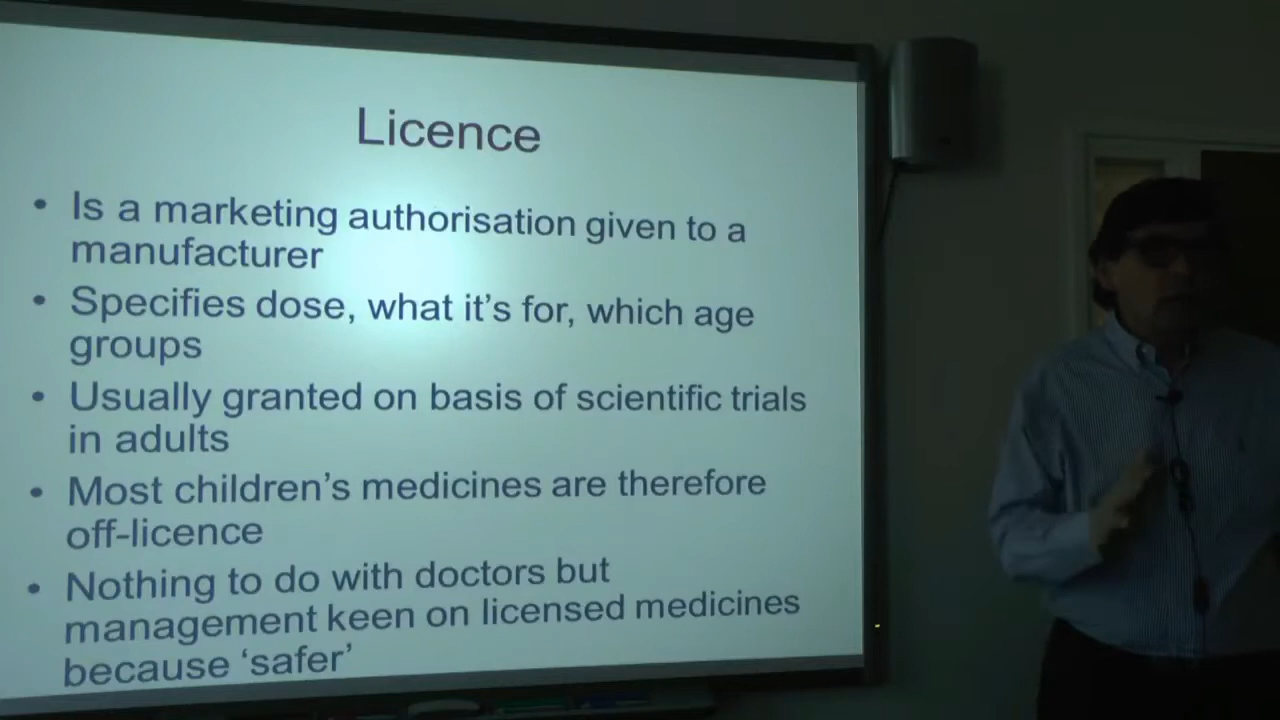 Licence
• Is a marketing authorisation given to a
manufacturer
• Specifies dose, what it's for, which age
groups
• Usually granted on basis of scientific trials
in adults
• Most children's medicines are therefore
off-licence
• Nothing to do with doctors but
management keen on licensed medicines
because ‘safer’